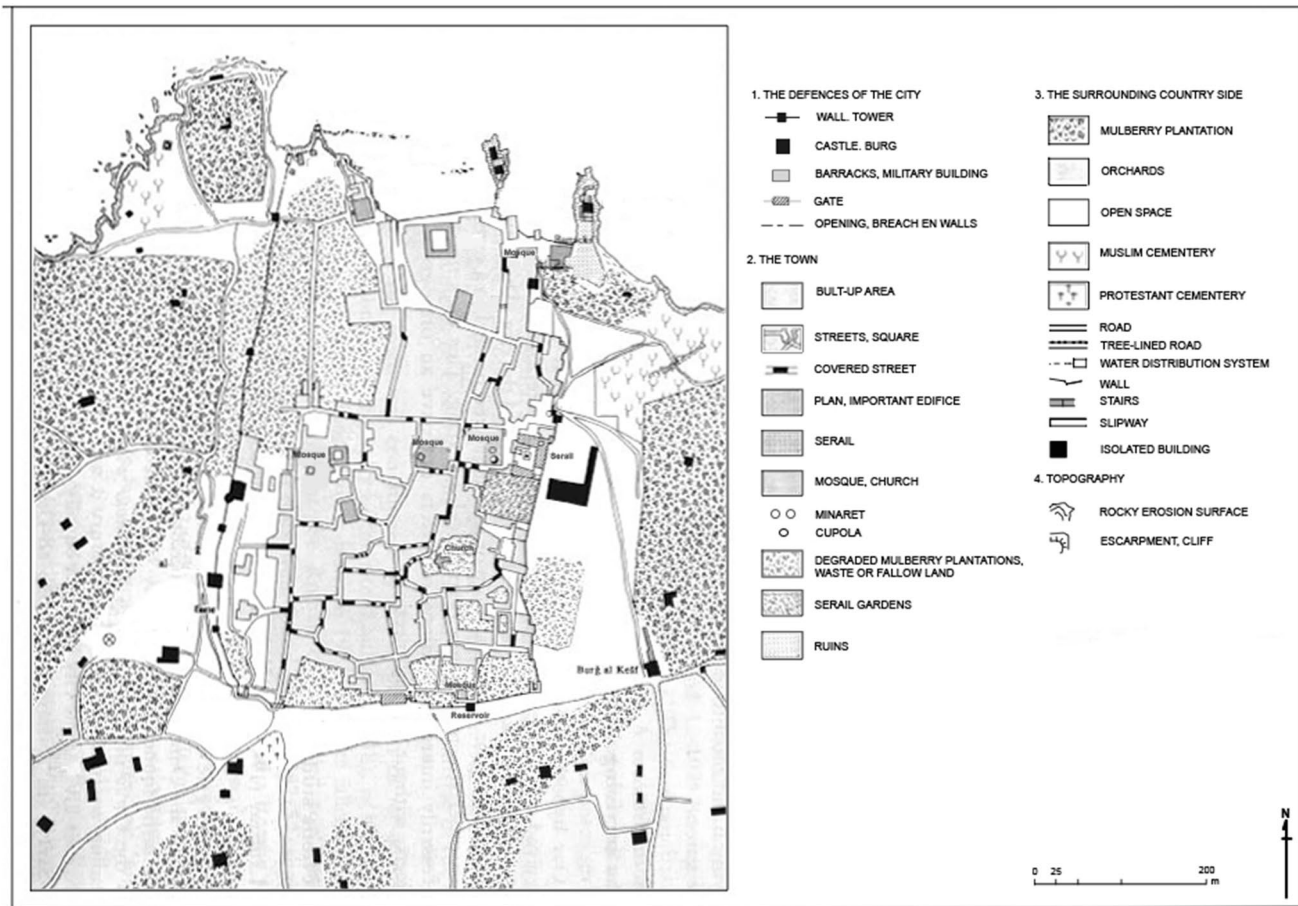 Mosque
Barracks
Mosque
Mosque
Mosque
Serail
Church
Burg al Keſſ
Mosque
Reservoir
1. THE DEFENCES OF THE CITY
WALL. TOWER
CASTLE. BURG
BARRACKS, MILITARY BUILDING
GATE
OPENING, BREACH EN WALLS
2. THE TOWN
BULT-UP AREA
STREETS, SQUARE
COVERED STREET
PLAN, IMPORTANT EDIFICE
SERAIL
MOSQUE, CHURCH
MINARET
CUPOLA
DEGRADED MULBERRY PLANTATIONS,
WASTE OR FALLOW LAND
SERAIL GARDENS
RUINS
3. THE SURROUNDING COUNTRY SIDE
MULBERRY PLANTATION
ORCHARDS
OPEN SPACE
MUSLIM CEMENTERY
PROTESTANT CEMENTERY
ROAD
TREE-LINED ROAD
WATER DISTRIBUTION SYSTEM
WALL
STAIRS
SLIPWAY
ISOLATED BUILDING
4. TOPOGRAPHY
ROCKY EROSION SURFACE
ESCARPMENT, CLIFF
N
0 25 200
m